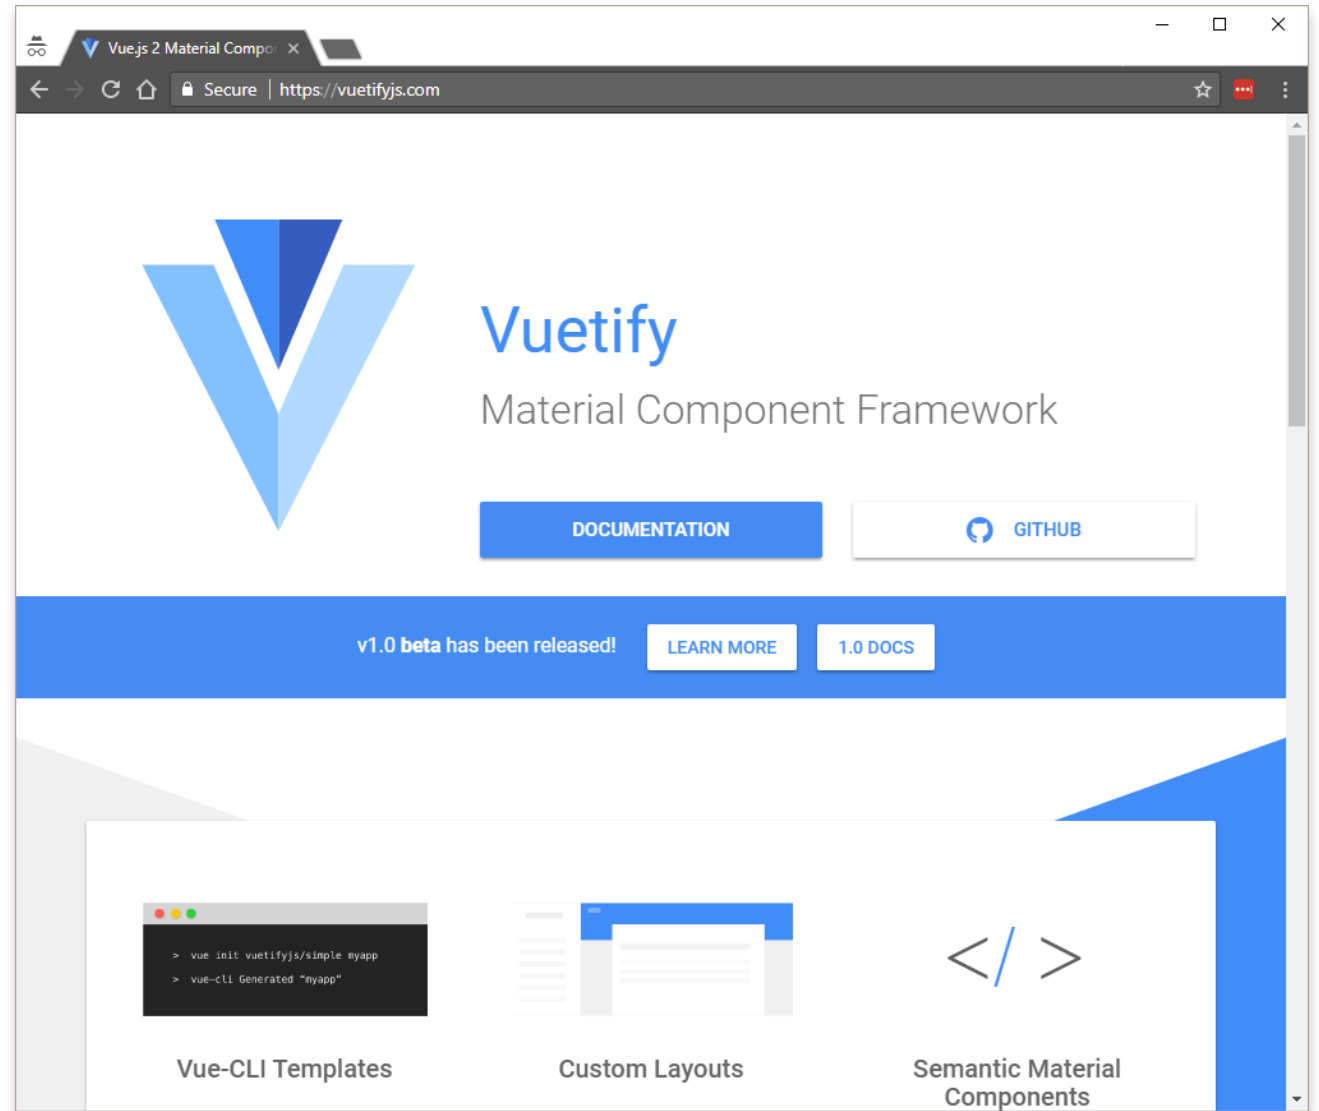 Vue.js 2 Material Compo
Secure | https://vuetifyjs.com
Vuetify
Material Component Framework
DOCUMENTATION
GITHUB
v1.0 beta has been released!
LEARN MORE
1.0 DOCS
> vue init vuetifyjs/simple myapp
> vue-cli Generated “myapp”
Vue-CLI Templates
Custom Layouts
</>
Semantic Material
Components